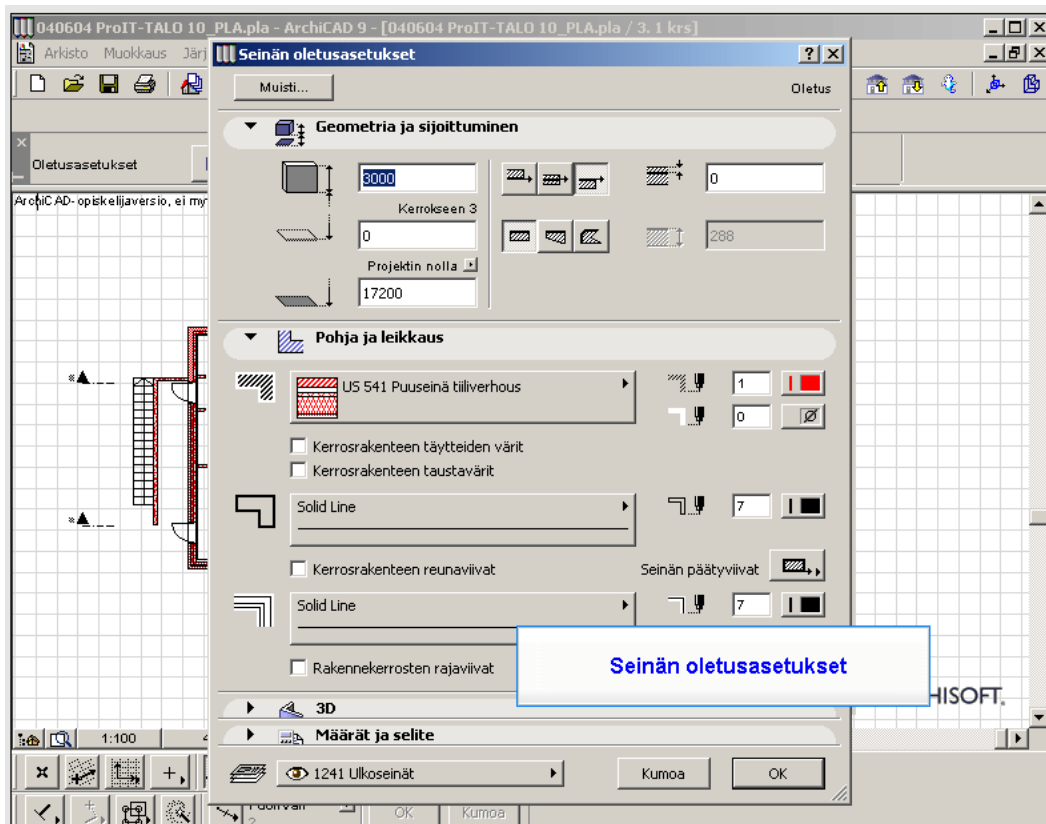 040604 ProIT-TALO 10_PLA.pla - ArchiCAD 9 - [040604 ProIT-TALO 10_PLA.pla / 3. 1 krs]
Arkisto Muokkaus Järj
Seinän oletusasetukset
Muisti...
Oletus
Geometria ja sijoittuminen
Oletusasetukset
3000
0
Kerrokseen 3
0
288
Projektin nolla
17200
ArchiCAD-opiskelijaversio, ei my
Pohja ja leikkaus
US 541 Puuseinä tiiliverhous
1
0
Kerrosrakenteen täytteiden värit
Kerrosrakenteen taustavärit
Solid Line
7
Kerrosrakenteen reunaviivat
Seinän päätyviivat
Solid Line
7
Seinän oletusasetukset
Rakennekerrosten rajaviivat
HISOFT.
3D
Määrät ja selite
1:100
1241 Ulkoseinät
Kumoa
OK
2
OK
Kumoa